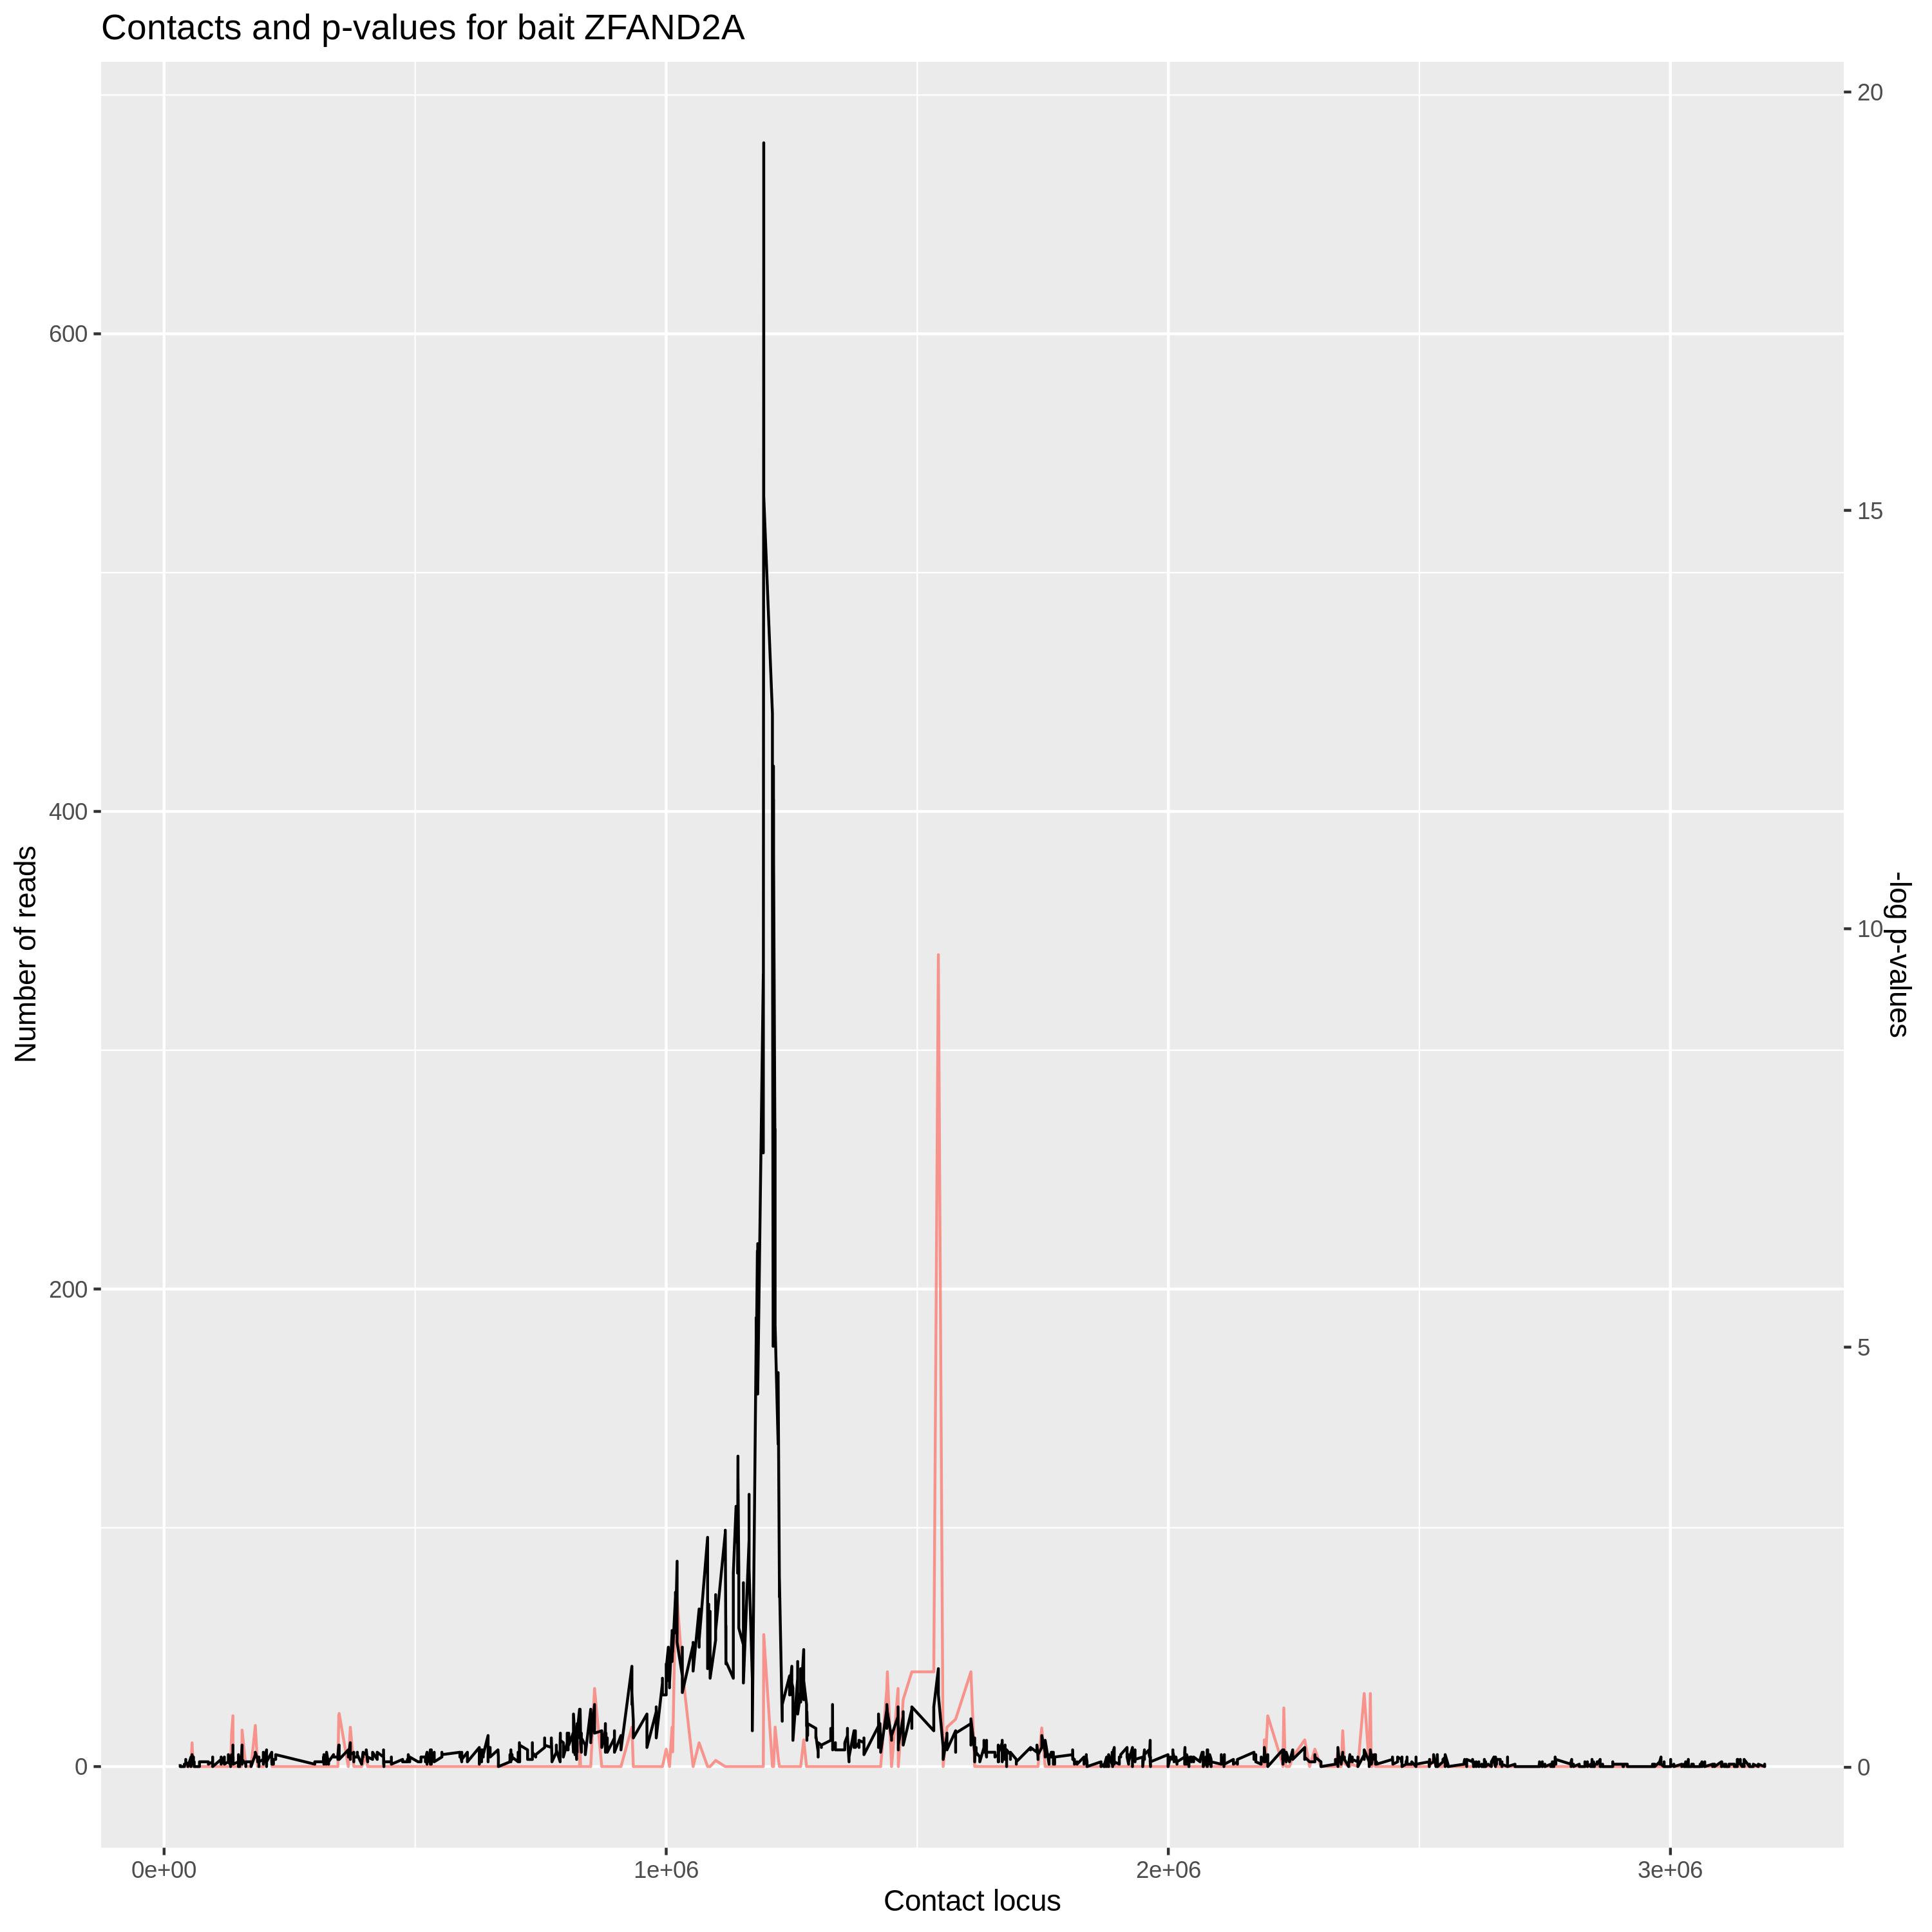 Contacts and p-values for bait ZFAND2A
Number of reads
600
400
200
0
20
15
10
5
0
-log p-values
0e+00
1e+06
2e+06
3e+06
Contact locus